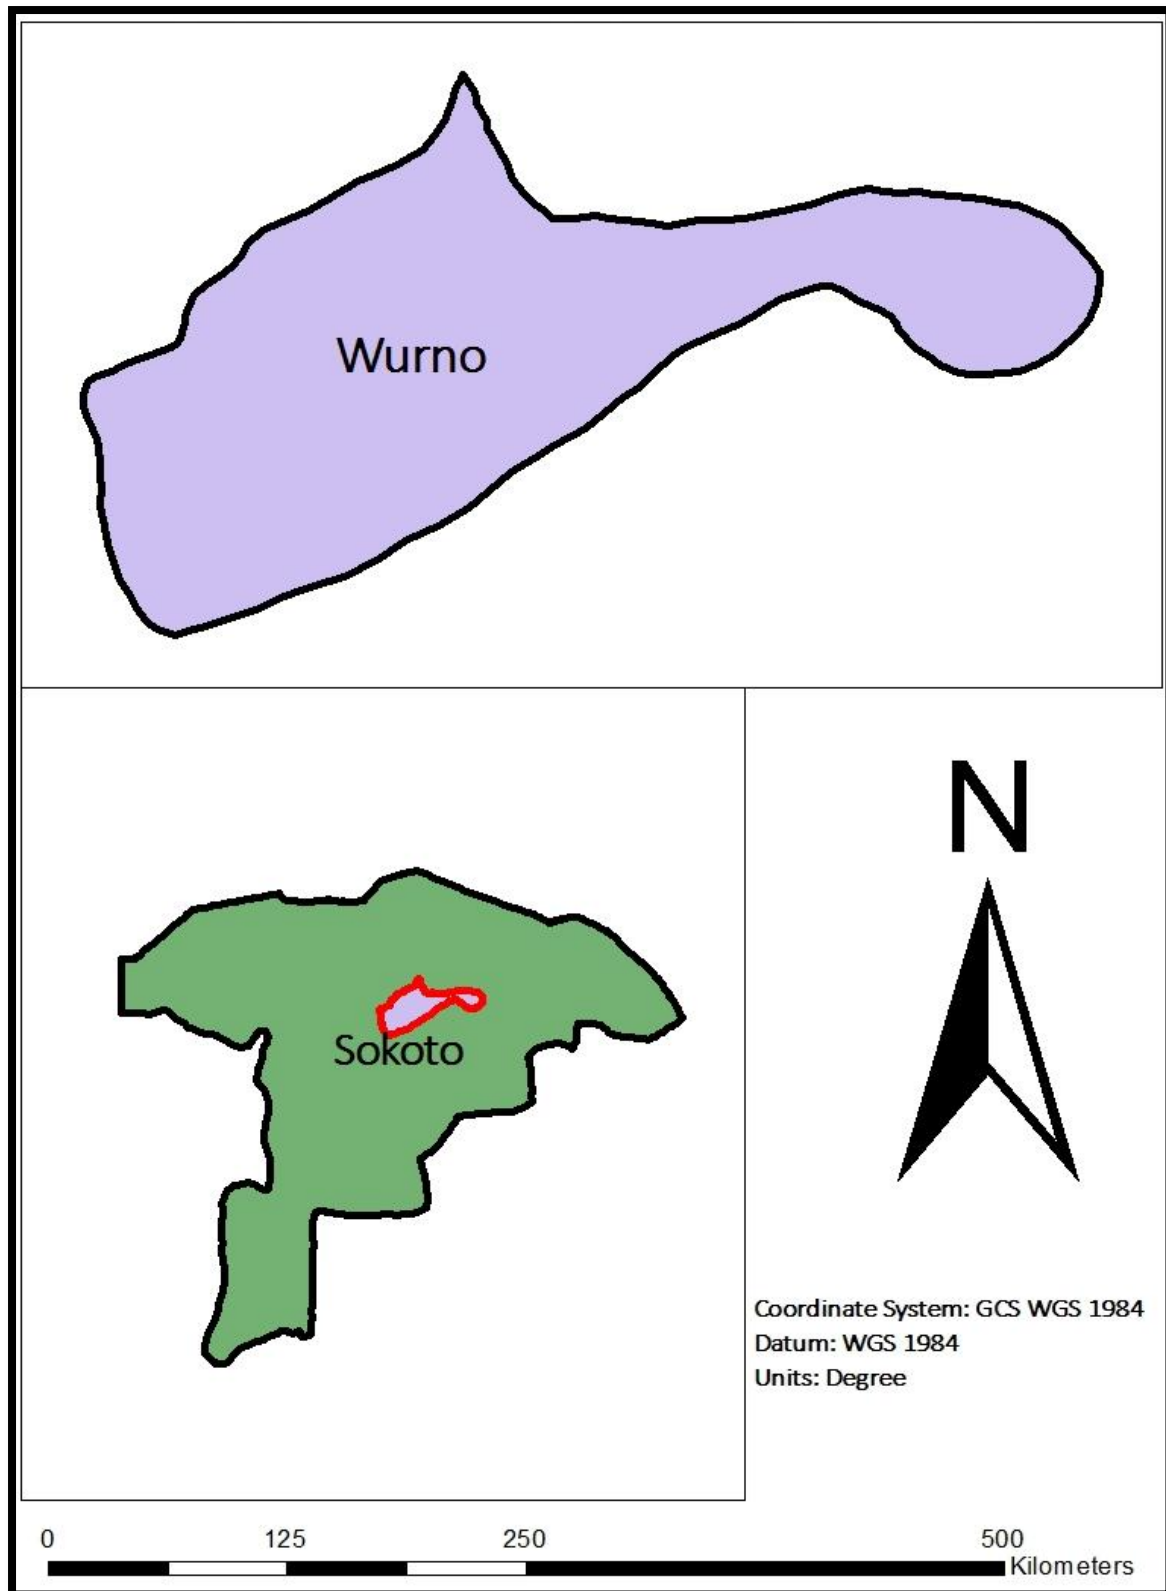 Wurno
Sokoto
N
Coordinate System: GCS WGS 1984
Datum: WGS 1984
Units: Degree
0 125 250 500
Kilometers